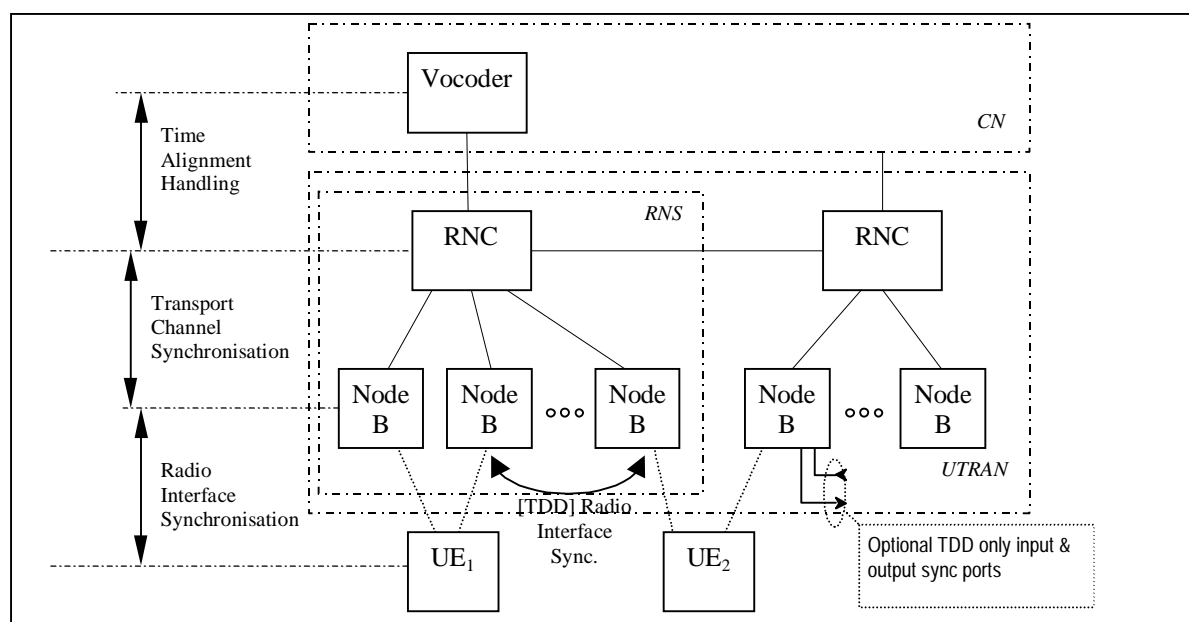 Vocoder
CN
Time
Alignment
Handling
RNS
RNC
RNC
Transport
Channel
Synchronisation
Node
B
Node
B
Node
B
Node
B
Node
B
UTRAN
Radio
Interface
Synchronisation
[TDD] Radio
Interface
Sync.
UE1
UE2
Optional TDD only input &
output sync ports